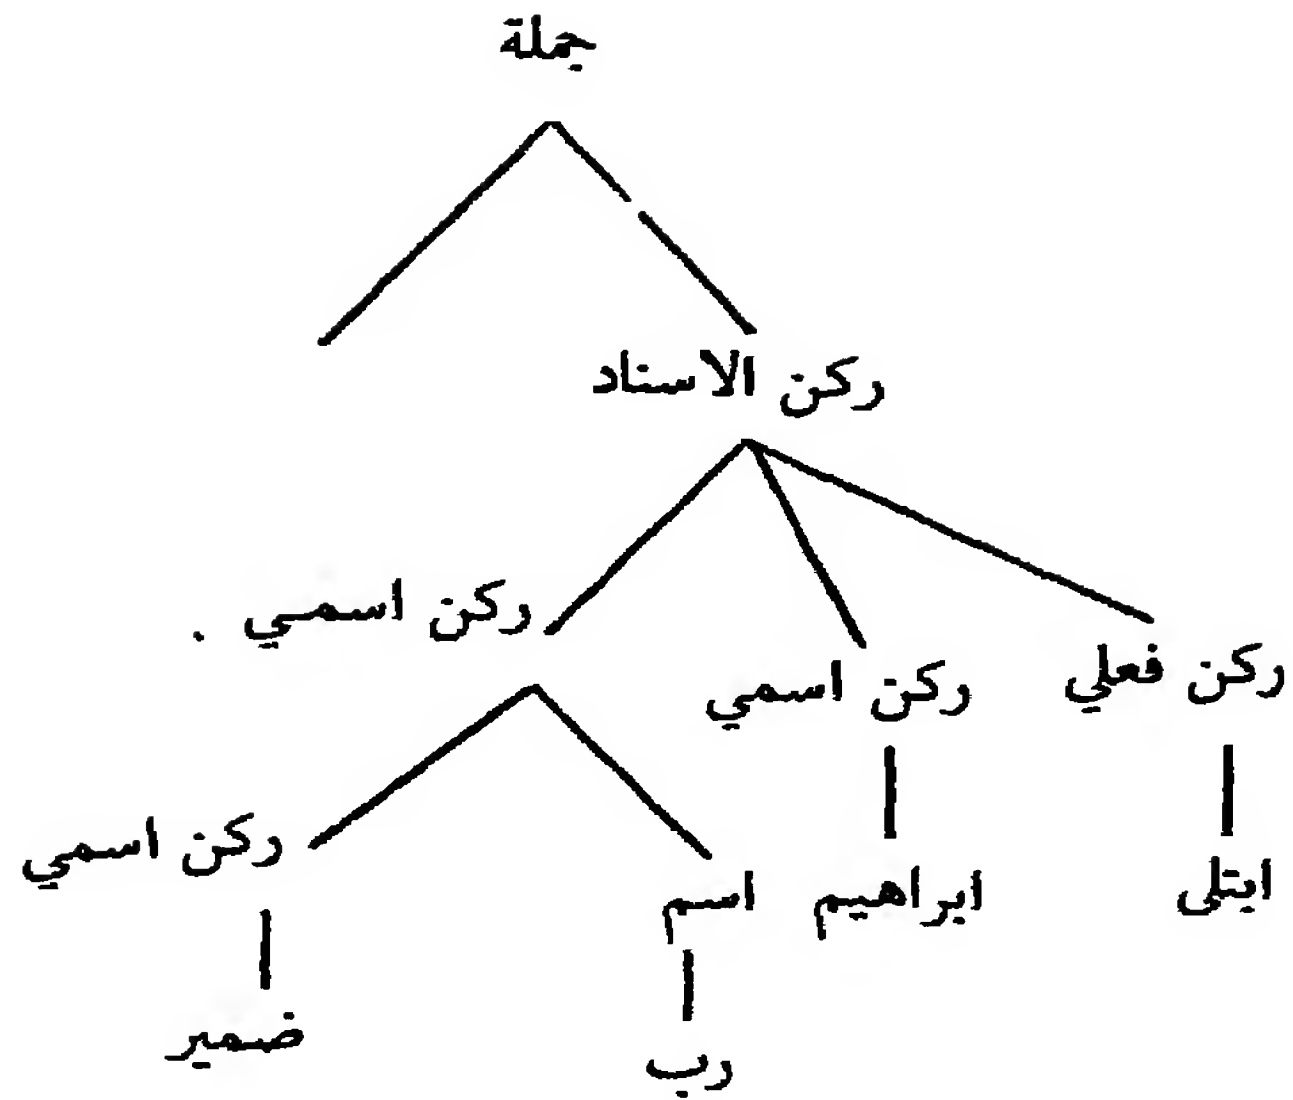 جملة
ركن الاسناد
ركن اسمي .
ركن فعلي
ركن اسمي
ركن اسمي
ابتلى
ابراهيم
اسم
ضمير
رب